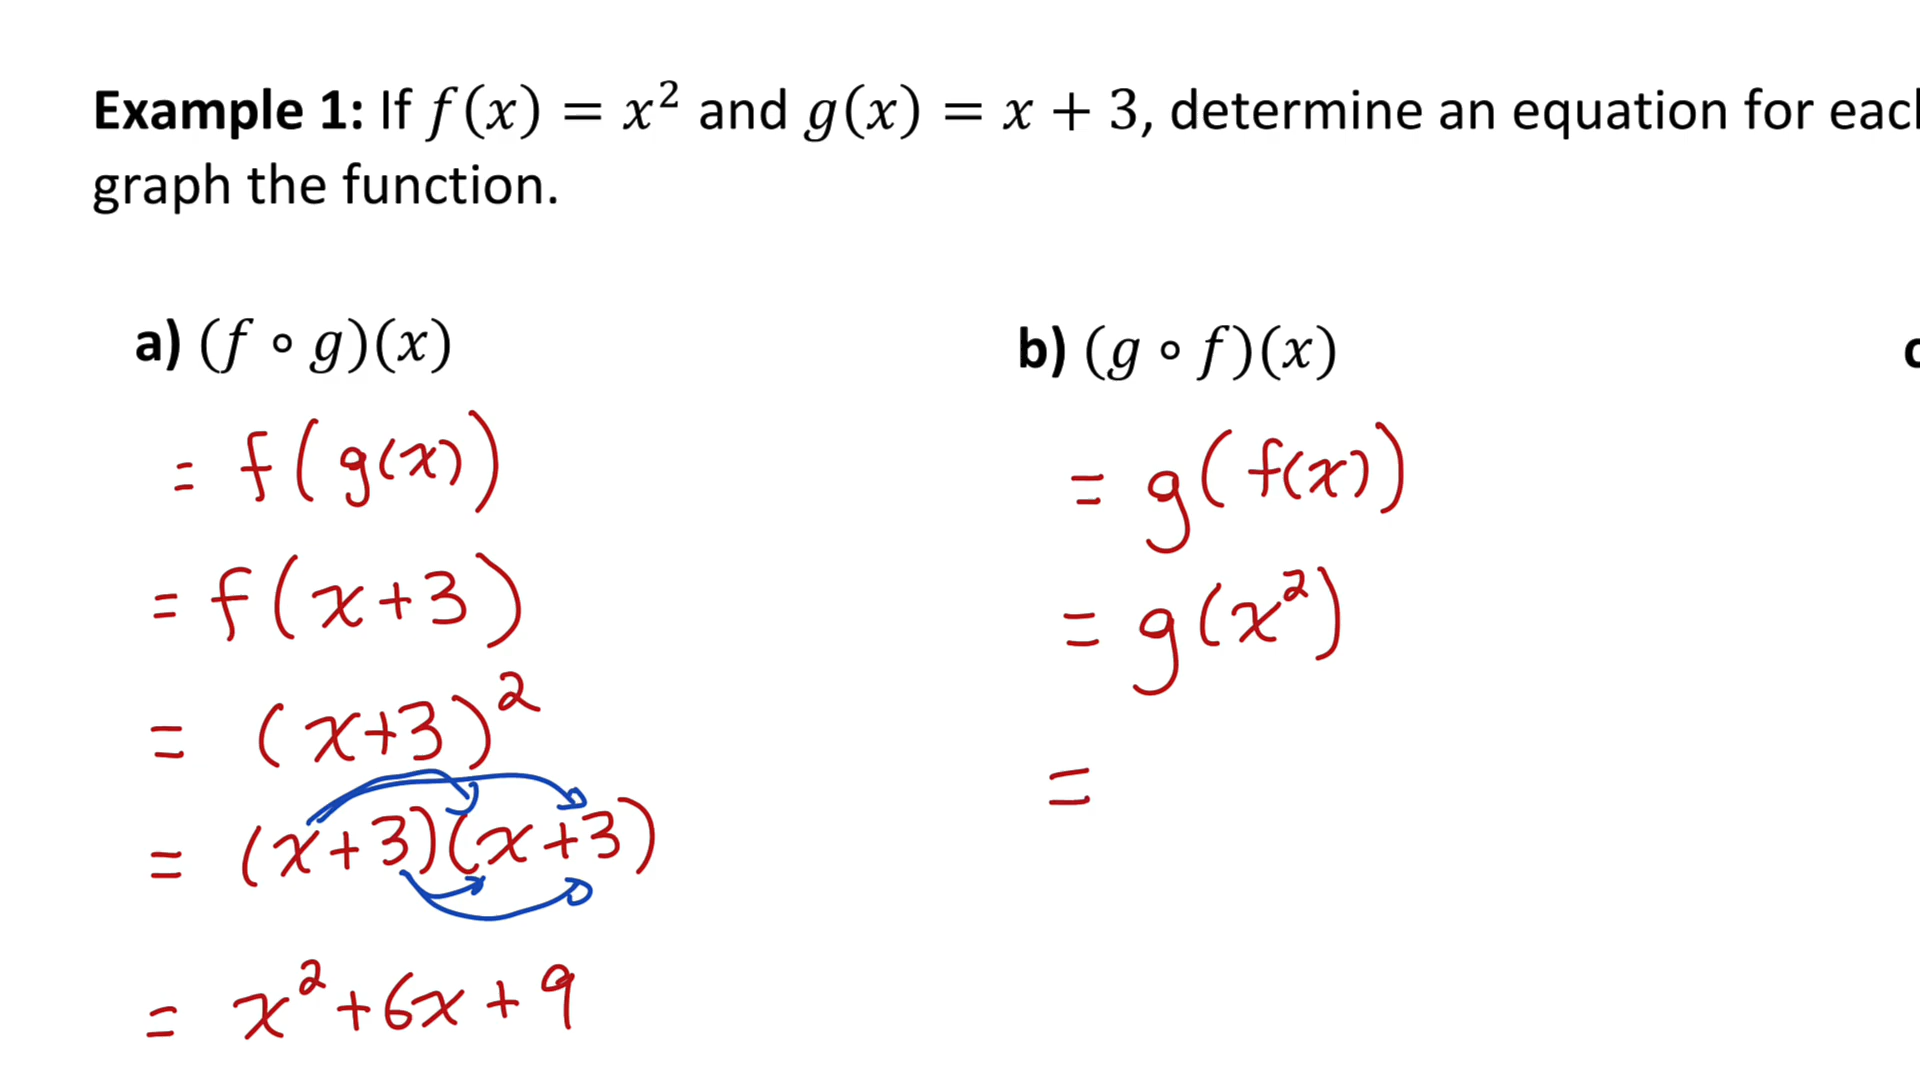 Example 1: If f(x) = x² and g(x) = x + 3, determine an equation for
graph the function.
a) (f ∘ g)(x)
= f(g(x))
= f(x+3)
= (x+3)²
= (x+3)(x+3)
= x²+6x+9
b) (g ∘ f)(x)
= g(f(x))
= g(x²)
=